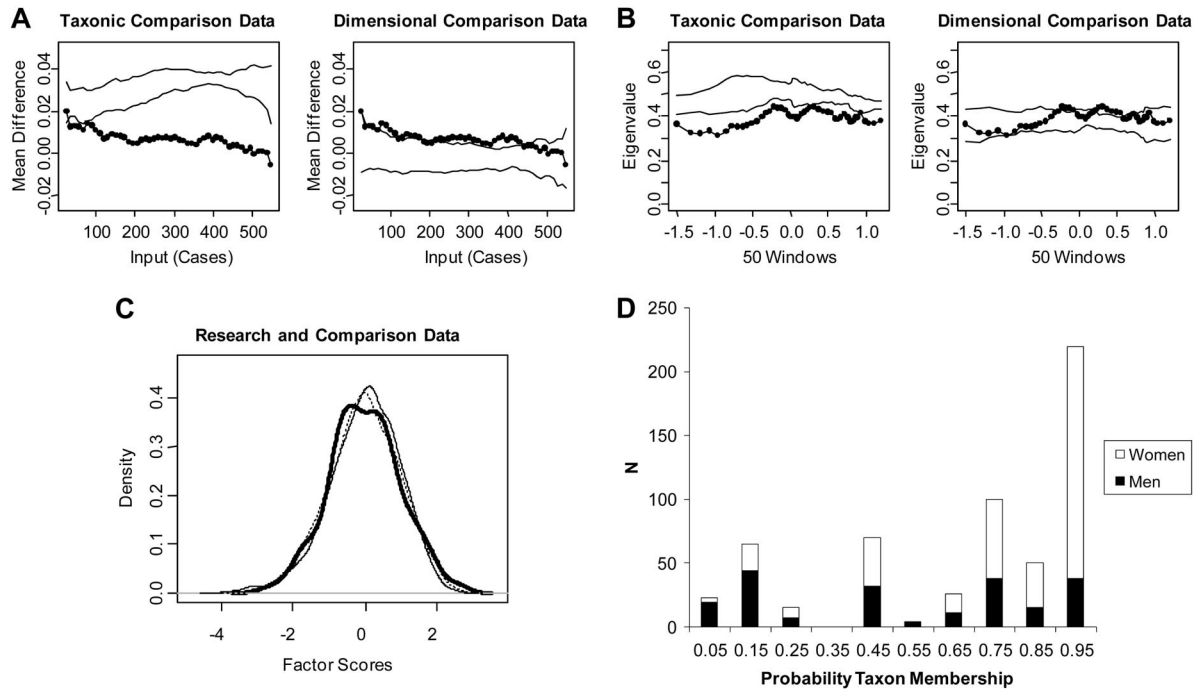 A
Taxonic Comparison Data
Mean Difference
-0.02 0.00 0.02 0.04
100 200 300 400 500
Input (Cases)
Dimensional Comparison Data
Mean Difference
-0.02 0.00 0.02 0.04
100 200 300 400 500
Input (Cases)
B
Taxonic Comparison Data
Eigenvalue
0.0 0.2 0.4 0.6
-1.5 -1.0 -0.5 0.0 0.5 1.0
50 Windows
Dimensional Comparison Data
Eigenvalue
0.0 0.2 0.4 0.6
-1.5 -1.0 -0.5 0.0 0.5 1.0
50 Windows
C
Research and Comparison Data
Density
0.0 0.1 0.2 0.3 0.4
-4 -2 0 2
Factor Scores
D
N
250
200
150
100
50
0
0.05 0.15 0.25 0.35 0.45 0.55 0.65 0.75 0.85 0.95
Probability Taxon Membership
Women
Men